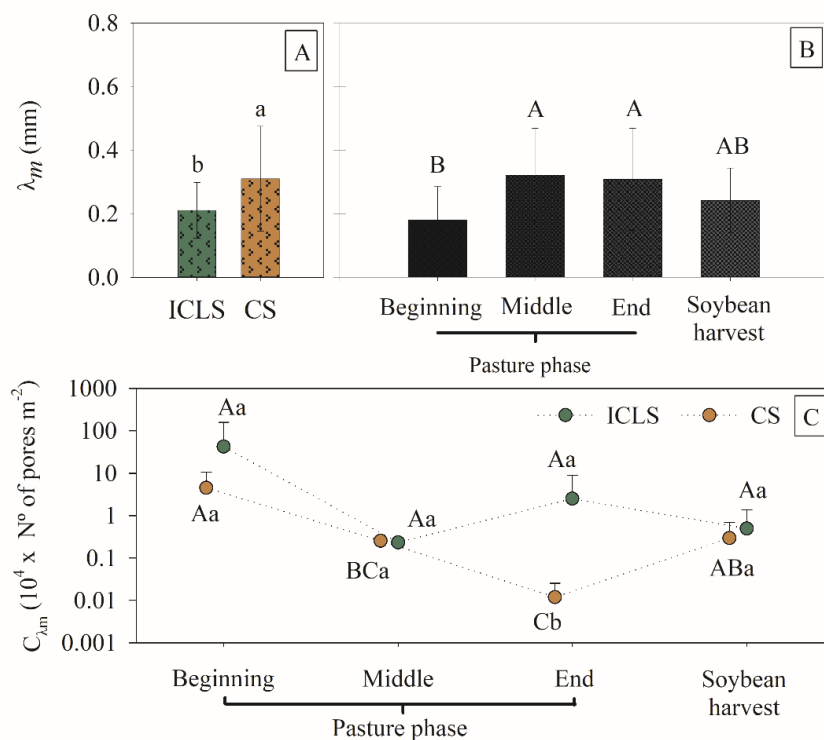 0.8
0.6
0.4
0.2
0.0
λm (mm)
A
b
a
ICLS CS
B
B
A
A
AB
Beginning Middle End Soybean
harvest
Pasture phase
1000
100
10
1
0.1
0.01
0.001
Cλm (10⁴ x Nº of pores m⁻²)
ICLS CS
C
Aa
Aa
Aa
BCa
Aa
Cb
Aa
ABa
Beginning Middle End Soybean
harvest
Pasture phase